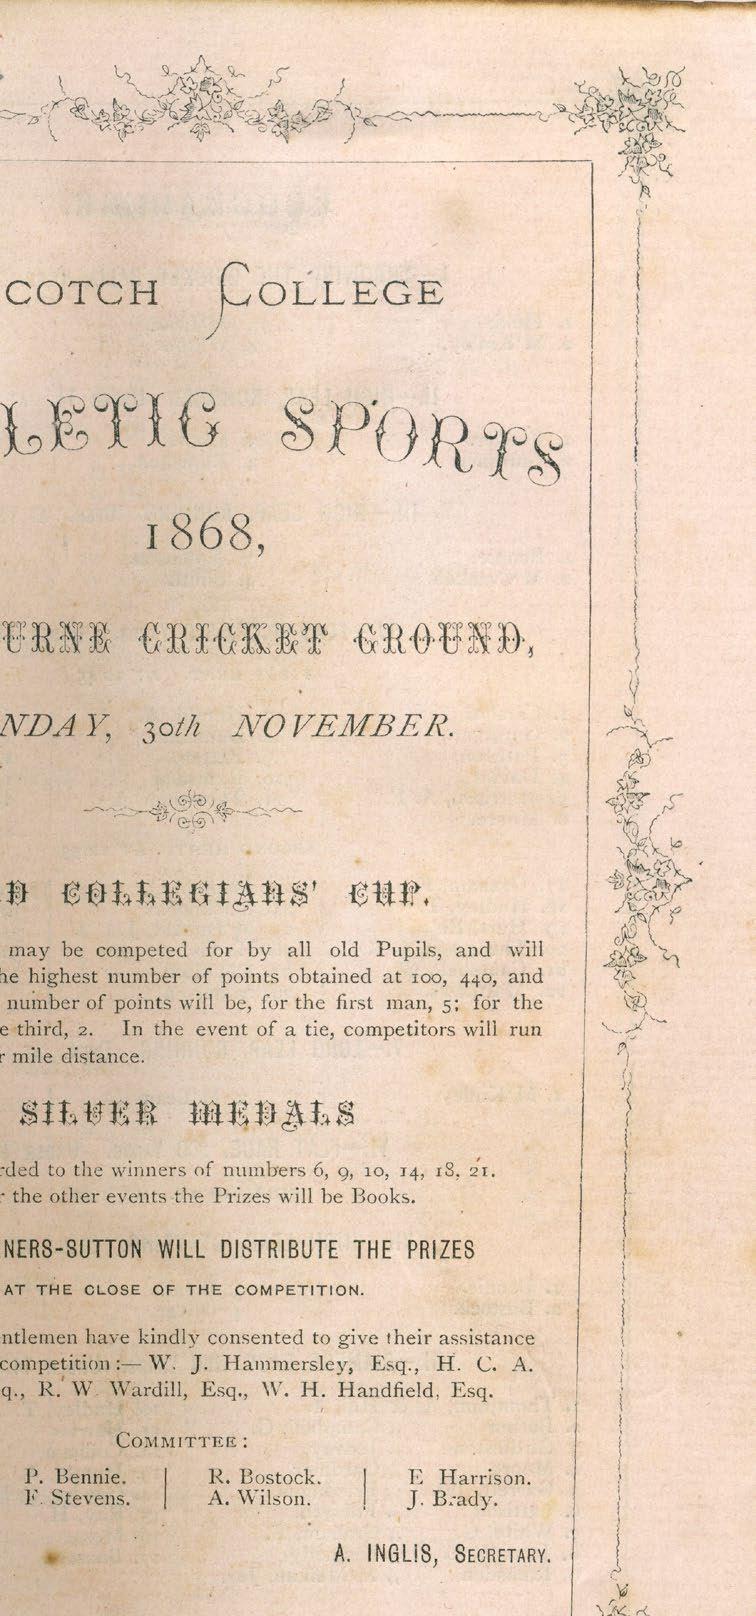 COTCH COLLEGE
LETIC SPORTS
1868,
URNE CRICKET GROUND,
NDAY, 30th NOVEMBER.
D COLLEGIANS' CUP.
may be competed for by all old Pupils, and will
he highest number of points obtained at 100, 440, and
number of points will be, for the first man, 5; for the
e third, 2. In the event of a tie, competitors will run
r mile distance.
SILVER MEDALS
rded to the winners of numbers 6, 9, 10, 14, 18, 21.
r the other events the Prizes will be Books.
NERS-SUTTON WILL DISTRIBUTE THE PRIZES
AT THE CLOSE OF THE COMPETITION.
ntlemen have kindly consented to give their assistance
competition:— W. J. Hammersley, Esq., H. C. A.
q., R. W. Wardill, Esq., W. H. Handfield, Esq.
COMMITTEE:
P. Bennie. | R. Bostock. | E Harrison.
F. Stevens. | A. Wilson. | J. Brady.
A. INGLIS, SECRETARY.